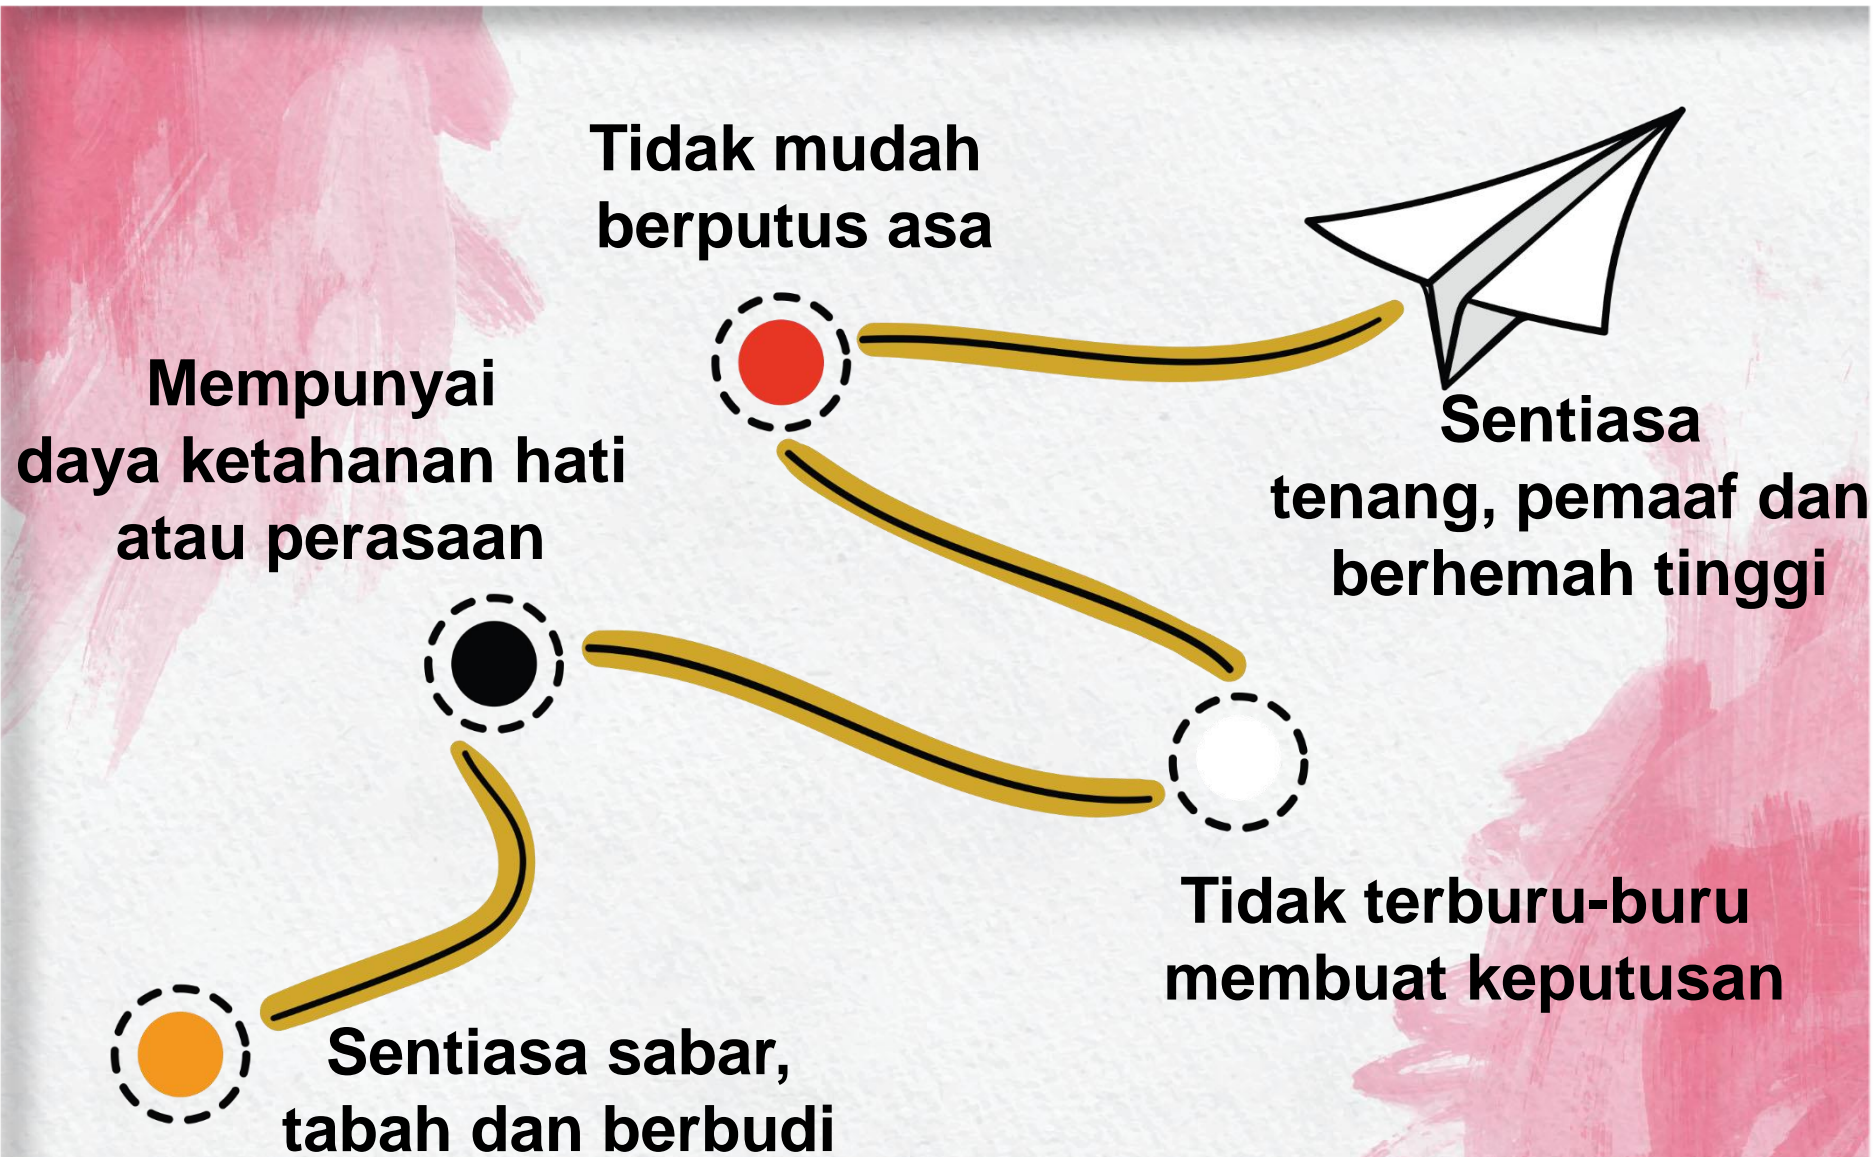 Tidak mudah
berputus asa
Mempunyai
daya ketahanan hati
atau perasaan
Sentiasa
tenang, pemaaf dan
berhemah tinggi
Tidak terburu-buru
membuat keputusan
Sentiasa sabar,
tabah dan berbudi